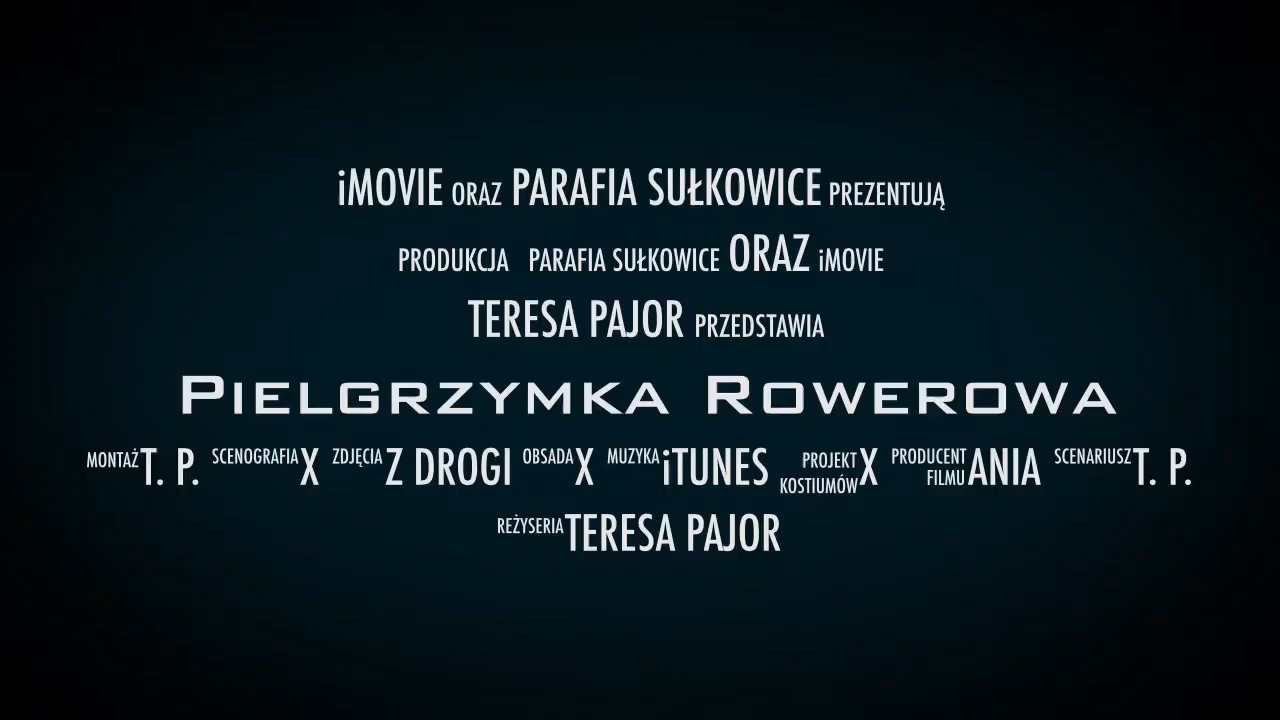 iMOVIE ORAZ PARAFIA SUŁKOWICE PREZENTUJĄ
PRODUKCJA PARAFIA SUŁKOWICE ORAZ iMOVIE
TERESA PAJOR PRZEDSTAWIA
PIELGRZYMKA ROWEROWA
MONTAŻ T. P. SCENOGRAFIA X ZDJĘCIA Z DROGI OBSADA X MUZYKA iTUNES PROJEKT KOSTIUMÓW X PRODUCENT FILMU ANIA SCENARIUSZ T. P.
REŻYSERIA TERESA PAJOR